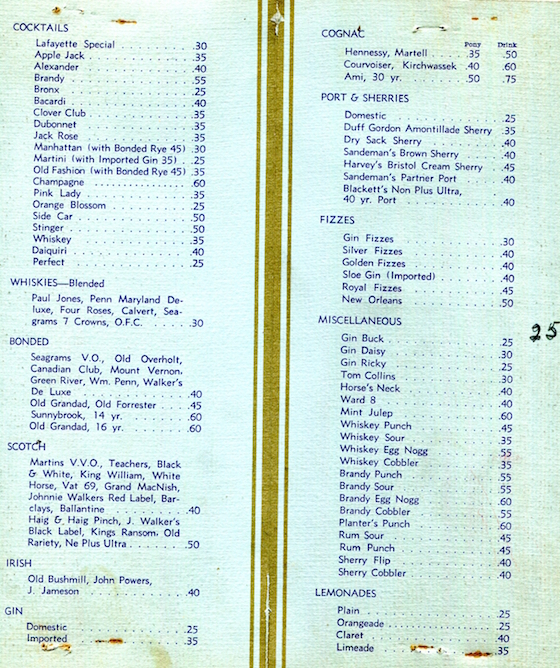 COCKTAILS
Lafayette Special . . . . . . . . . . .30
Apple Jack . . . . . . . . . . . . . .35
Alexander . . . . . . . . . . . . . .40
Brandy . . . . . . . . . . . . . . . .55
Bronx . . . . . . . . . . . . . . . .25
Bacardi . . . . . . . . . . . . . . .40
Clover Club . . . . . . . . . . . . .35
Dubonnet . . . . . . . . . . . . . .35
Jack Rose . . . . . . . . . . . . . .35
Manhattan (with Bonded Rye 45) .30
Martini (with Imported Gin 35) . .25
Old Fashion (with Bonded Rye 45) .35
Champagne . . . . . . . . . . . . .60
Pink Lady . . . . . . . . . . . . . .35
Orange Blossom . . . . . . . . . . .25
Side Car . . . . . . . . . . . . . . .50
Stinger . . . . . . . . . . . . . . .50
Whiskey . . . . . . . . . . . . . . .35
Daiquiri . . . . . . . . . . . . . . .40
Perfect . . . . . . . . . . . . . . .25
WHISKIES—Blended
Paul Jones, Penn Maryland De-
luxe, Four Roses, Calvert, Sea-
grams 7 Crowns, O.F.C. . . . . . .30
BONDED
Seagrams V.O., Old Overholt,
Canadian Club, Mount Vernon,
Green River, Wm. Penn, Walker's
De Luxe . . . . . . . . . . . . . . .40
Old Grandad, Old Forrester . . . .45
Sunnybrook, 14 yr. . . . . . . . . .60
Old Grandad, 16 yr. . . . . . . . .60
SCOTCH
Martins V.V.O., Teachers, Black
& White, King William, White
Horse, Vat 69, Grand MacNish,
Johnnie Walkers Red Label, Bar-
clays, Ballantine . . . . . . . . . .40
Haig & Haig Pinch, J. Walker's
Black Label, Kings Ransom, Old
Rariety, Ne Plus Ultra . . . . . . .50
IRISH
Old Bushmill, John Powers,
J. Jameson . . . . . . . . . . . . .40
GIN
Domestic . . . . . . . . . . . . . .25
Imported . . . . . . . . . . . . . .35
COGNAC
Pony Drink
Hennessy, Martell . . . . .35 .50
Courvoiser, Kirchwassek .40 .60
Ami, 30 yr. . . . . . . . .50 .75
PORT & SHERRIES
Domestic . . . . . . . . . . . . . .25
Duff Gordon Amontillade Sherry .35
Dry Sack Sherry . . . . . . . . . .40
Sandeman's Brown Sherry . . . . .40
Harvey's Bristol Cream Sherry . .45
Sandeman's Partner Port . . . . .40
Blackett's Non Plus Ultra,
40 yr. Port . . . . . . . . . . . . .40
FIZZES
Gin Fizzes . . . . . . . . . . . . . .30
Silver Fizzes . . . . . . . . . . . .40
Golden Fizzes . . . . . . . . . . . .40
Sloe Gin (Imported) . . . . . . . .40
Royal Fizzes . . . . . . . . . . . .45
New Orleans . . . . . . . . . . . .50
MISCELLANEOUS
25
Gin Buck . . . . . . . . . . . . . .25
Gin Daisy . . . . . . . . . . . . . .30
Gin Ricky . . . . . . . . . . . . . .25
Tom Collins . . . . . . . . . . . . .30
Horse's Neck . . . . . . . . . . . .40
Ward 8 . . . . . . . . . . . . . . .40
Mint Julep . . . . . . . . . . . . .60
Whiskey Punch . . . . . . . . . . .45
Whiskey Sour . . . . . . . . . . . .35
Whiskey Egg Nogg . . . . . . . . .55
Whiskey Cobbler . . . . . . . . . .35
Brandy Punch . . . . . . . . . . . .55
Brandy Sour . . . . . . . . . . . .55
Brandy Egg Nogg . . . . . . . . . .60
Brandy Cobbler . . . . . . . . . . .55
Planter's Punch . . . . . . . . . . .60
Rum Sour . . . . . . . . . . . . . .45
Rum Punch . . . . . . . . . . . . .45
Sherry Flip . . . . . . . . . . . . .40
Sherry Cobbler . . . . . . . . . . .40
LEMONADES
Plain . . . . . . . . . . . . . . . .25
Orangeade . . . . . . . . . . . . . .25
Claret . . . . . . . . . . . . . . . .40
Limeade . . . . . . . . . . . . . . .35